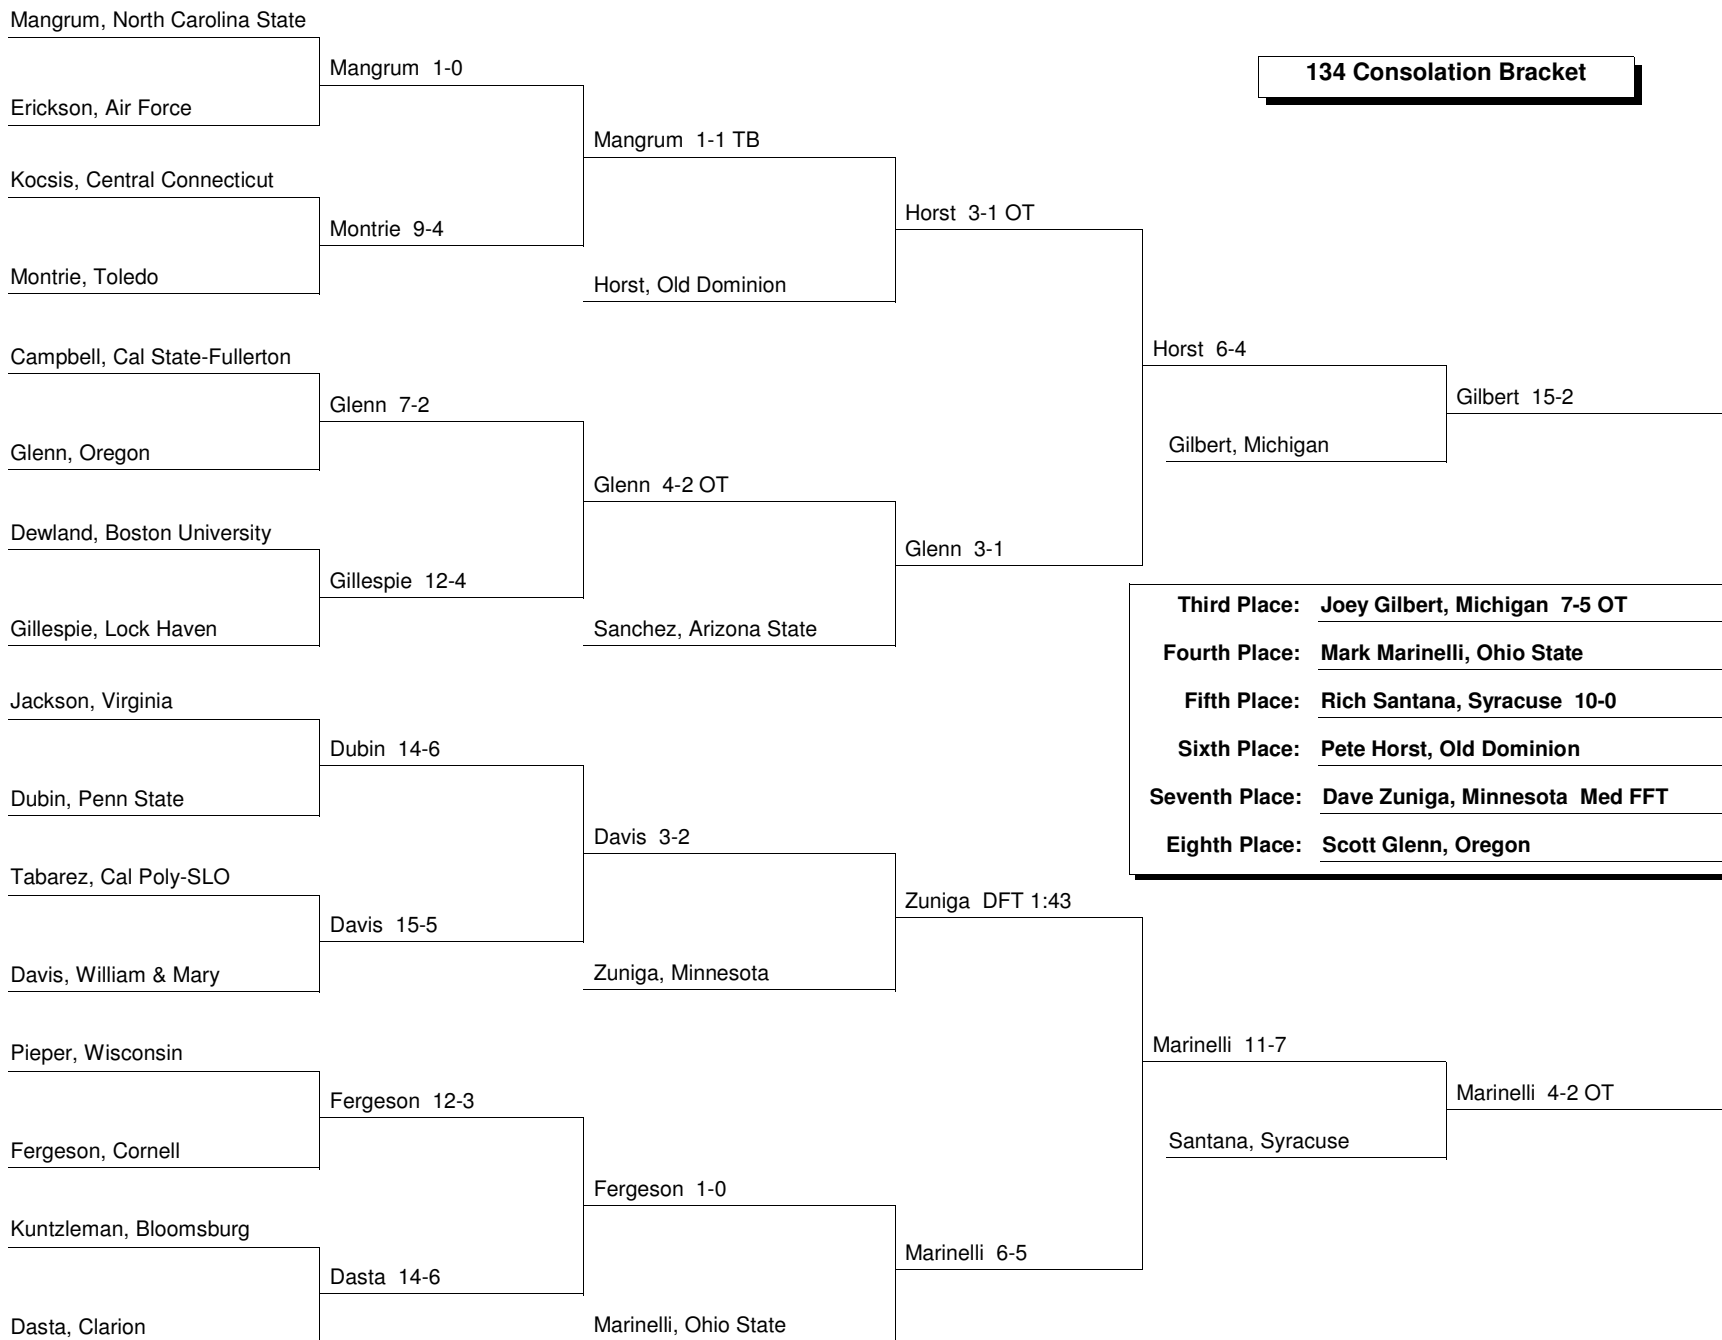 Mangrum, North Carolina State
134 Consolation Bracket
Mangrum 1-0
Erickson, Air Force
Mangrum 1-1 TB
Kocsis, Central Connecticut
Horst 3-1 OT
Montrie 9-4
Montrie, Toledo
Horst, Old Dominion
Horst 6-4
Campbell, Cal State-Fullerton
Gilbert 15-2
Glenn 7-2
Gilbert, Michigan
Glenn, Oregon
Glenn 4-2 OT
Dewland, Boston University
Glenn 3-1
Gillespie 12-4
Third Place: Joey Gilbert, Michigan 7-5 OT
Gillespie, Lock Haven
Sanchez, Arizona State
Fourth Place: Mark Marinelli, Ohio State
Jackson, Virginia
Fifth Place: Rich Santana, Syracuse 10-0
Dubin 14-6
Sixth Place: Pete Horst, Old Dominion
Dubin, Penn State
Seventh Place: Dave Zuniga, Minnesota Med FFT
Davis 3-2
Eighth Place: Scott Glenn, Oregon
Tabarez, Cal Poly-SLO
Zuniga DFT 1:43
Davis 15-5
Davis, William & Mary
Zuniga, Minnesota
Marinelli 11-7
Pieper, Wisconsin
Marinelli 4-2 OT
Fergeson 12-3
Santana, Syracuse
Fergeson, Cornell
Fergeson 1-0
Kuntzleman, Bloomsburg
Marinelli 6-5
Dasta 14-6
Dasta, Clarion
Marinelli, Ohio State